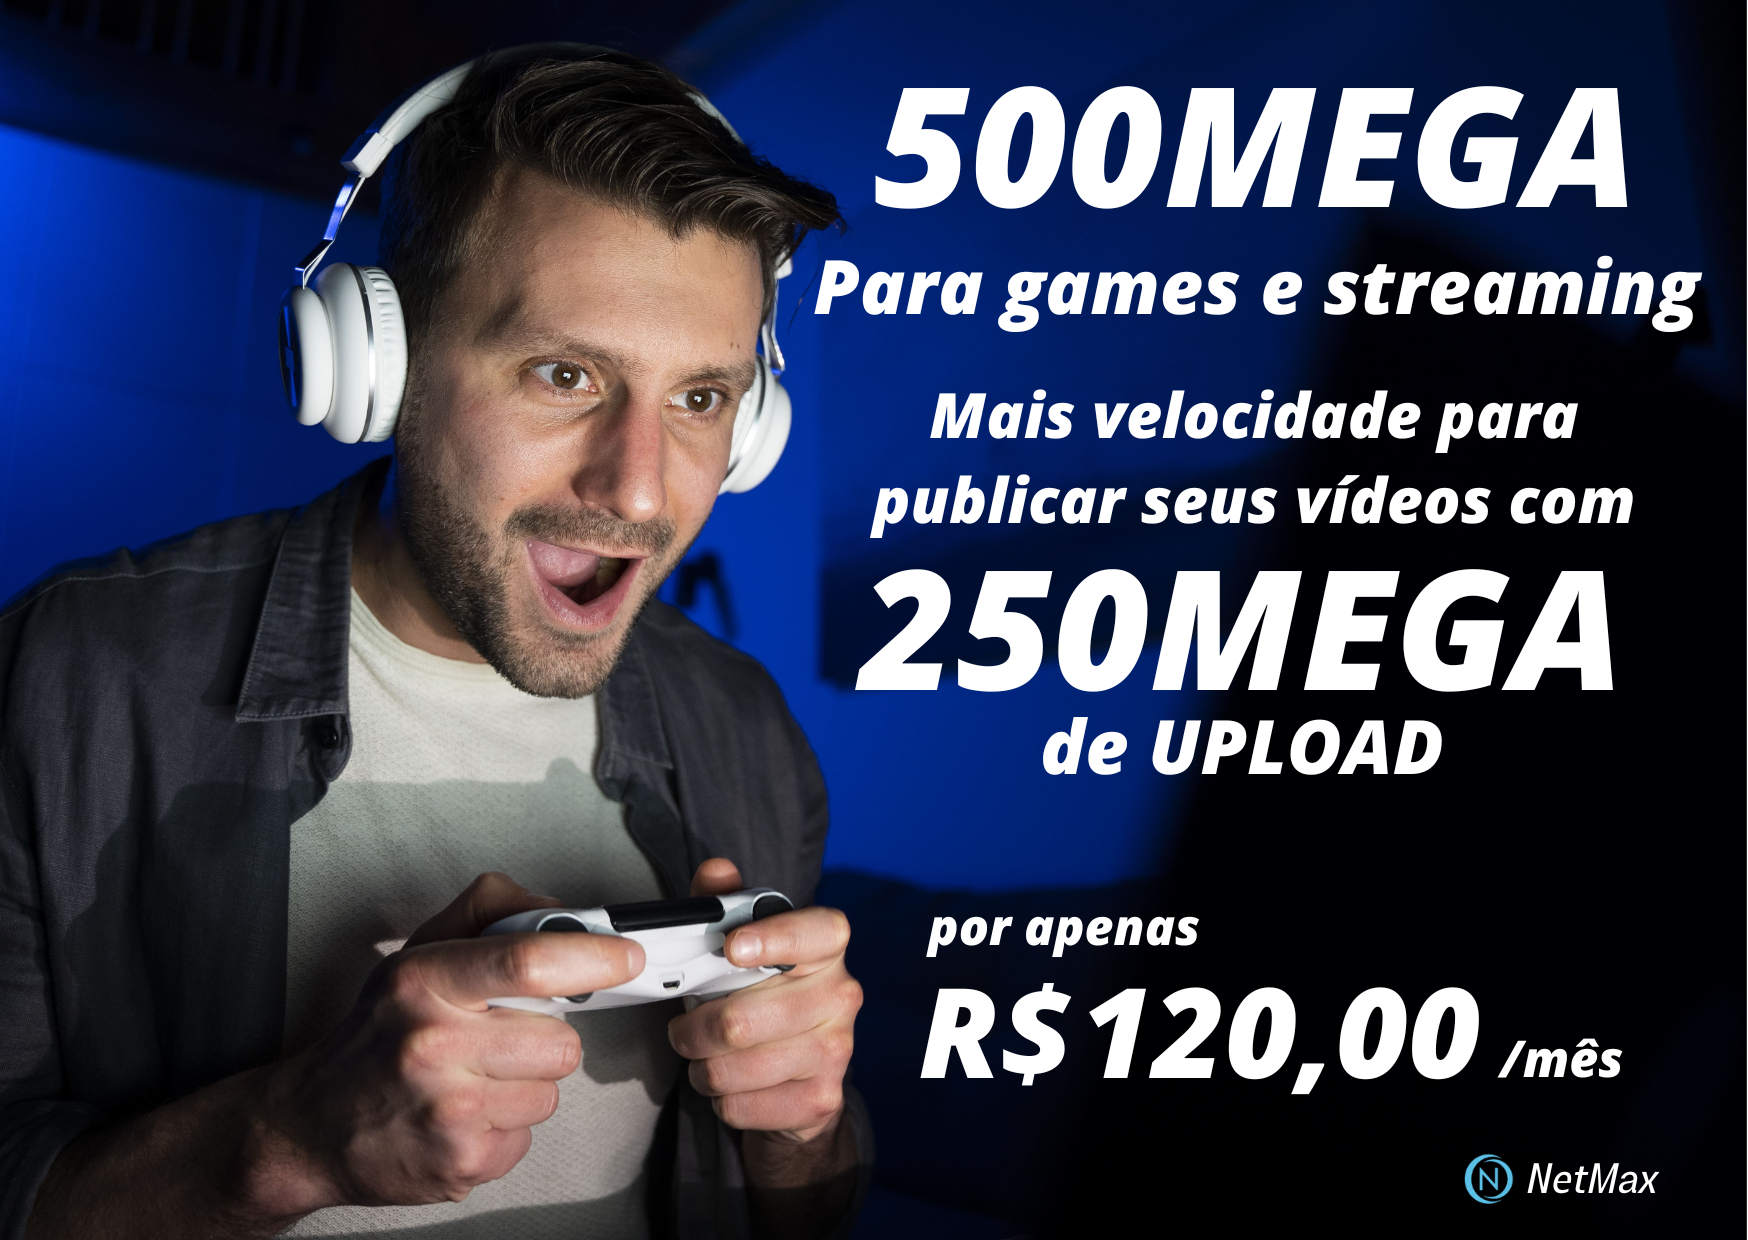 500MEGA
Para games e streaming
Mais velocidade para
publicar seus vídeos com
250MEGA
de UPLOAD
por apenas
R$120,00 /mês
N NetMax